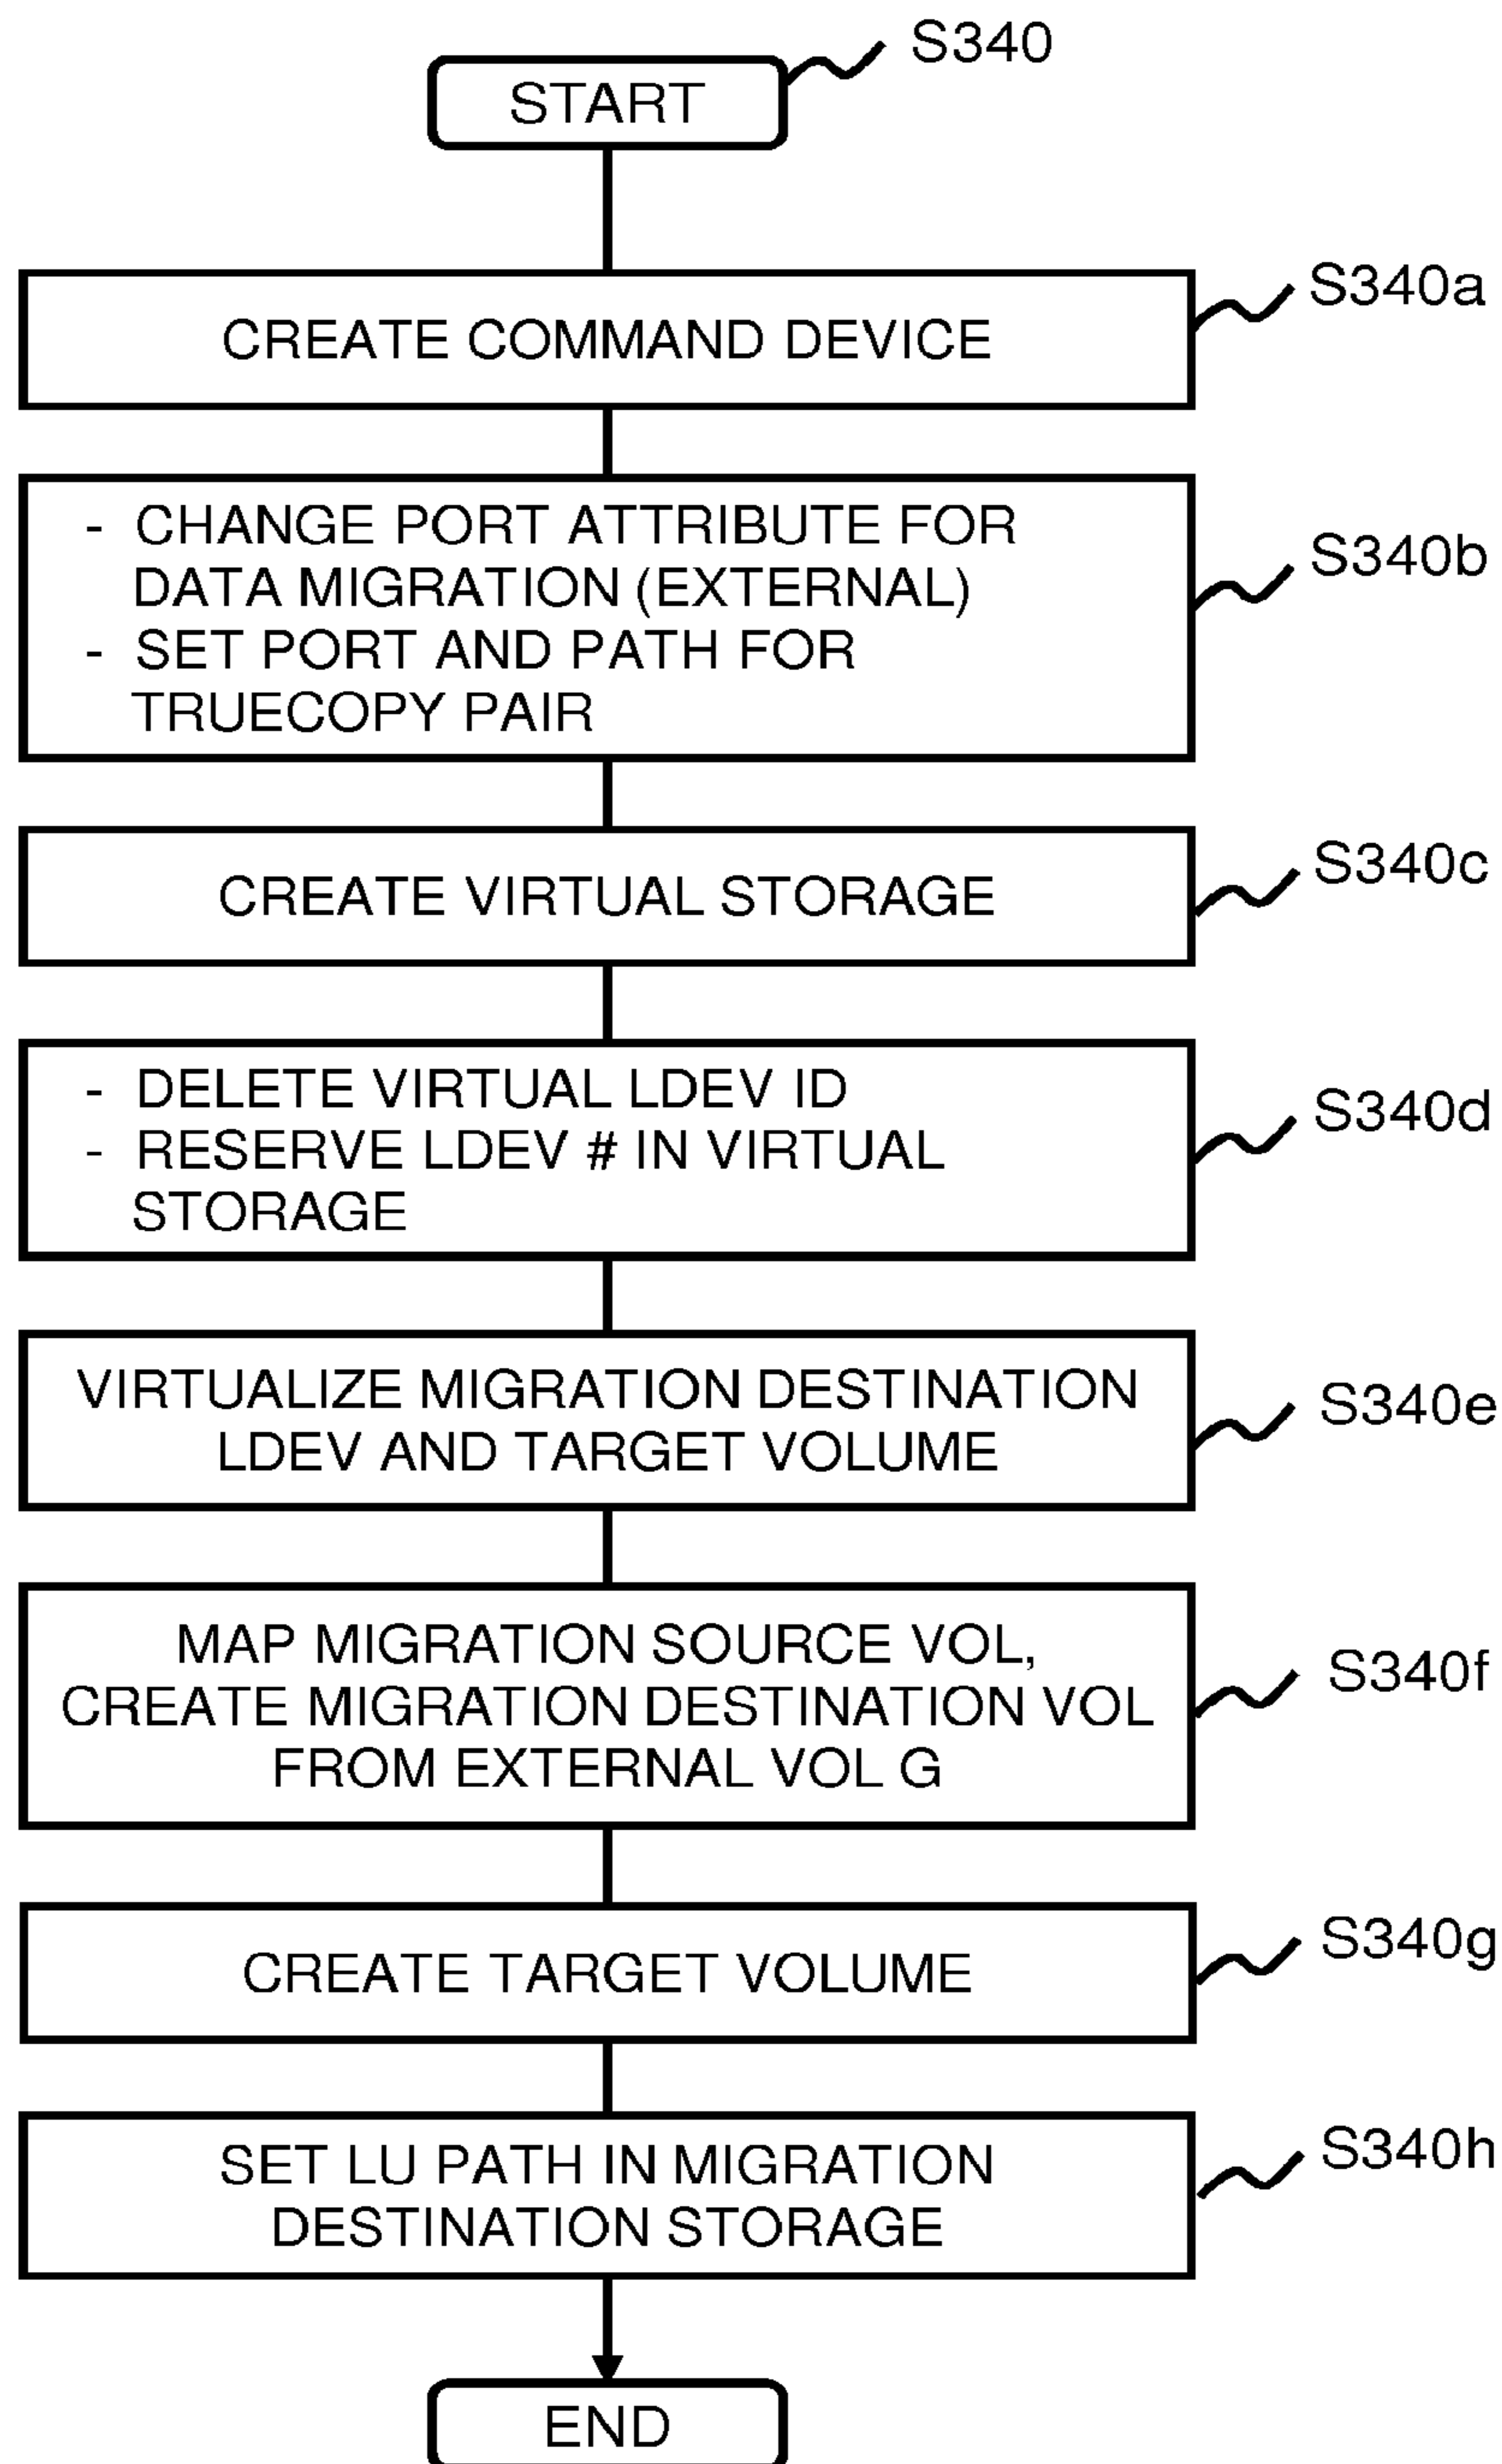 START
S340
CREATE COMMAND DEVICE
S340a
- CHANGE PORT ATTRIBUTE FOR
DATA MIGRATION (EXTERNAL)
- SET PORT AND PATH FOR
TRUECOPY PAIR
S340b
CREATE VIRTUAL STORAGE
S340c
- DELETE VIRTUAL LDEV ID
- RESERVE LDEV # IN VIRTUAL
STORAGE
S340d
VIRTUALIZE MIGRATION DESTINATION
LDEV AND TARGET VOLUME
S340e
MAP MIGRATION SOURCE VOL,
CREATE MIGRATION DESTINATION VOL
FROM EXTERNAL VOL G
S340f
CREATE TARGET VOLUME
S340g
SET LU PATH IN MIGRATION
DESTINATION STORAGE
S340h
END